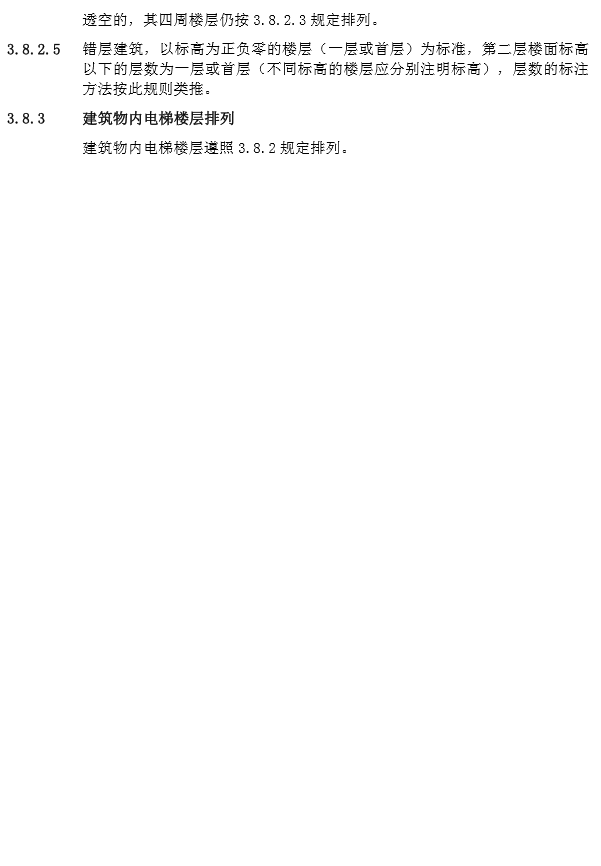 透空的，其四周楼层仍按 3.8.2.3 规定排列。
3.8.2.5 错层建筑，以标高为正负零的楼层（一层或首层）为标准，第二层楼面标高
以下的层数为一层或首层（不同标高的楼层应分别注明标高），层数的标注
方法按此规则类推。
3.8.3 建筑物内电梯楼层排列
建筑物内电梯楼层遵照 3.8.2 规定排列。